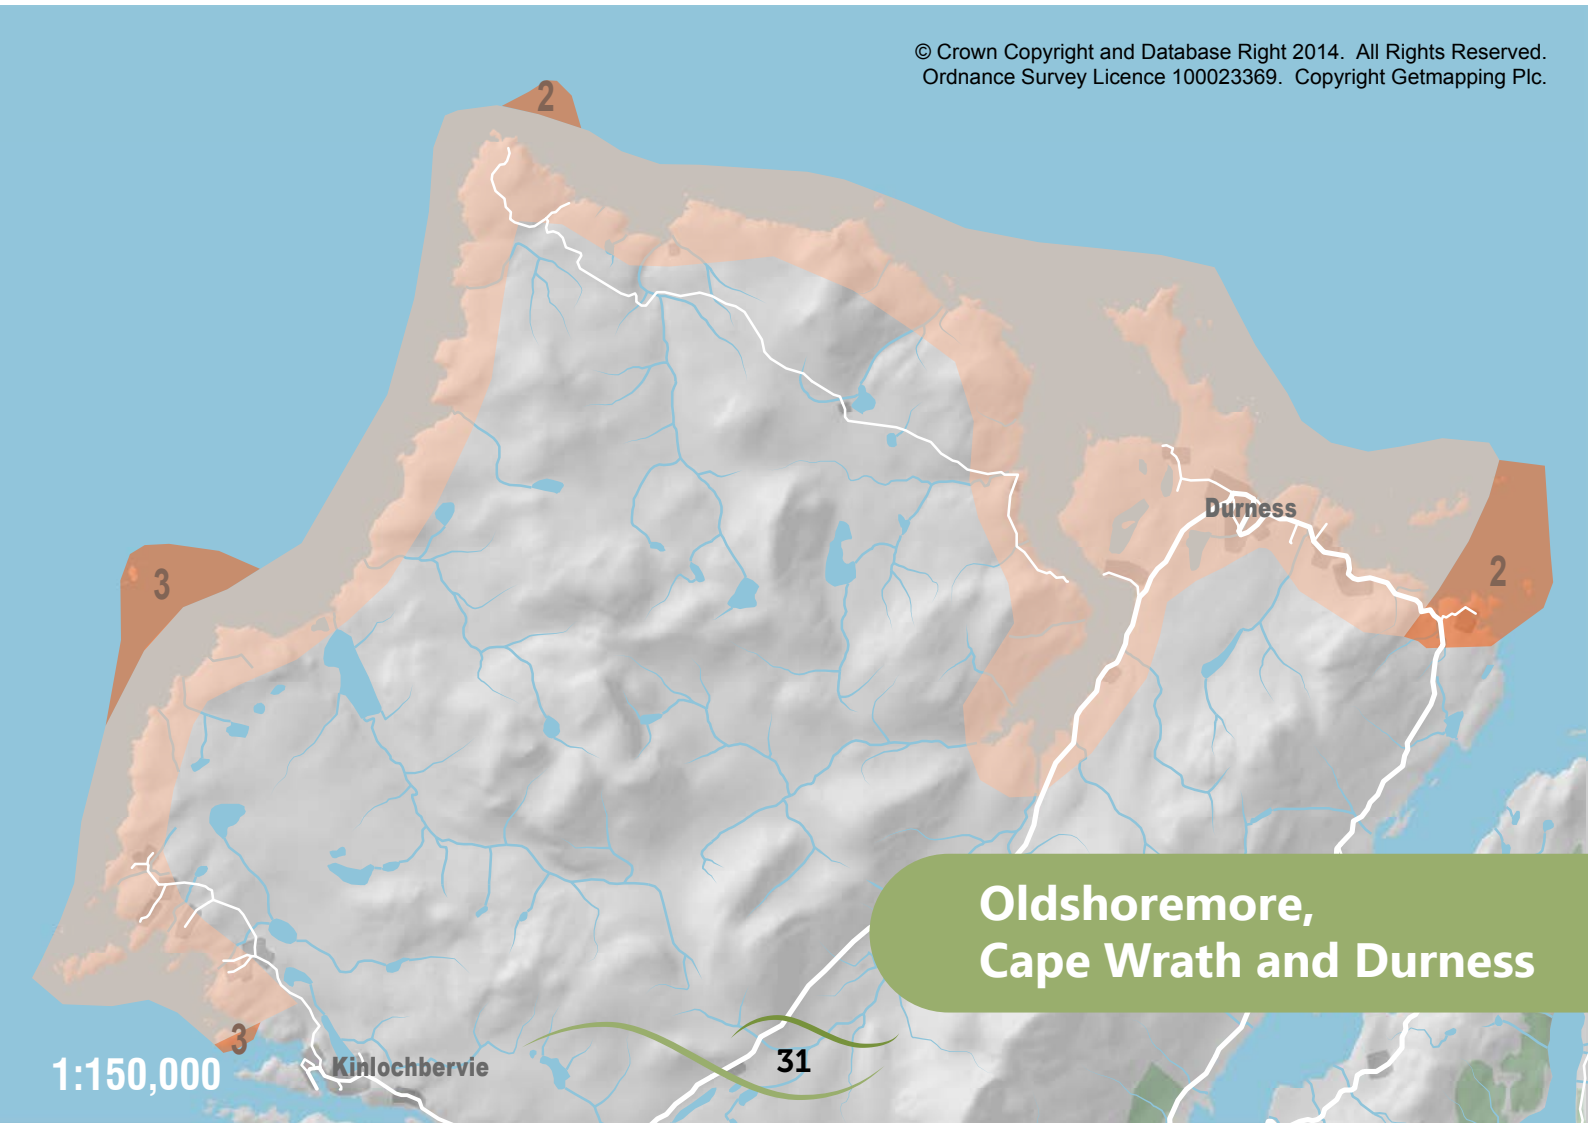 © Crown Copyright and Database Right 2014. All Rights Reserved.
Ordnance Survey Licence 100023369. Copyright Getmapping Plc.
2
Durness
3
2
Oldshoremore,
Cape Wrath and Durness
3
Kinlochbervie
31
1:150,000